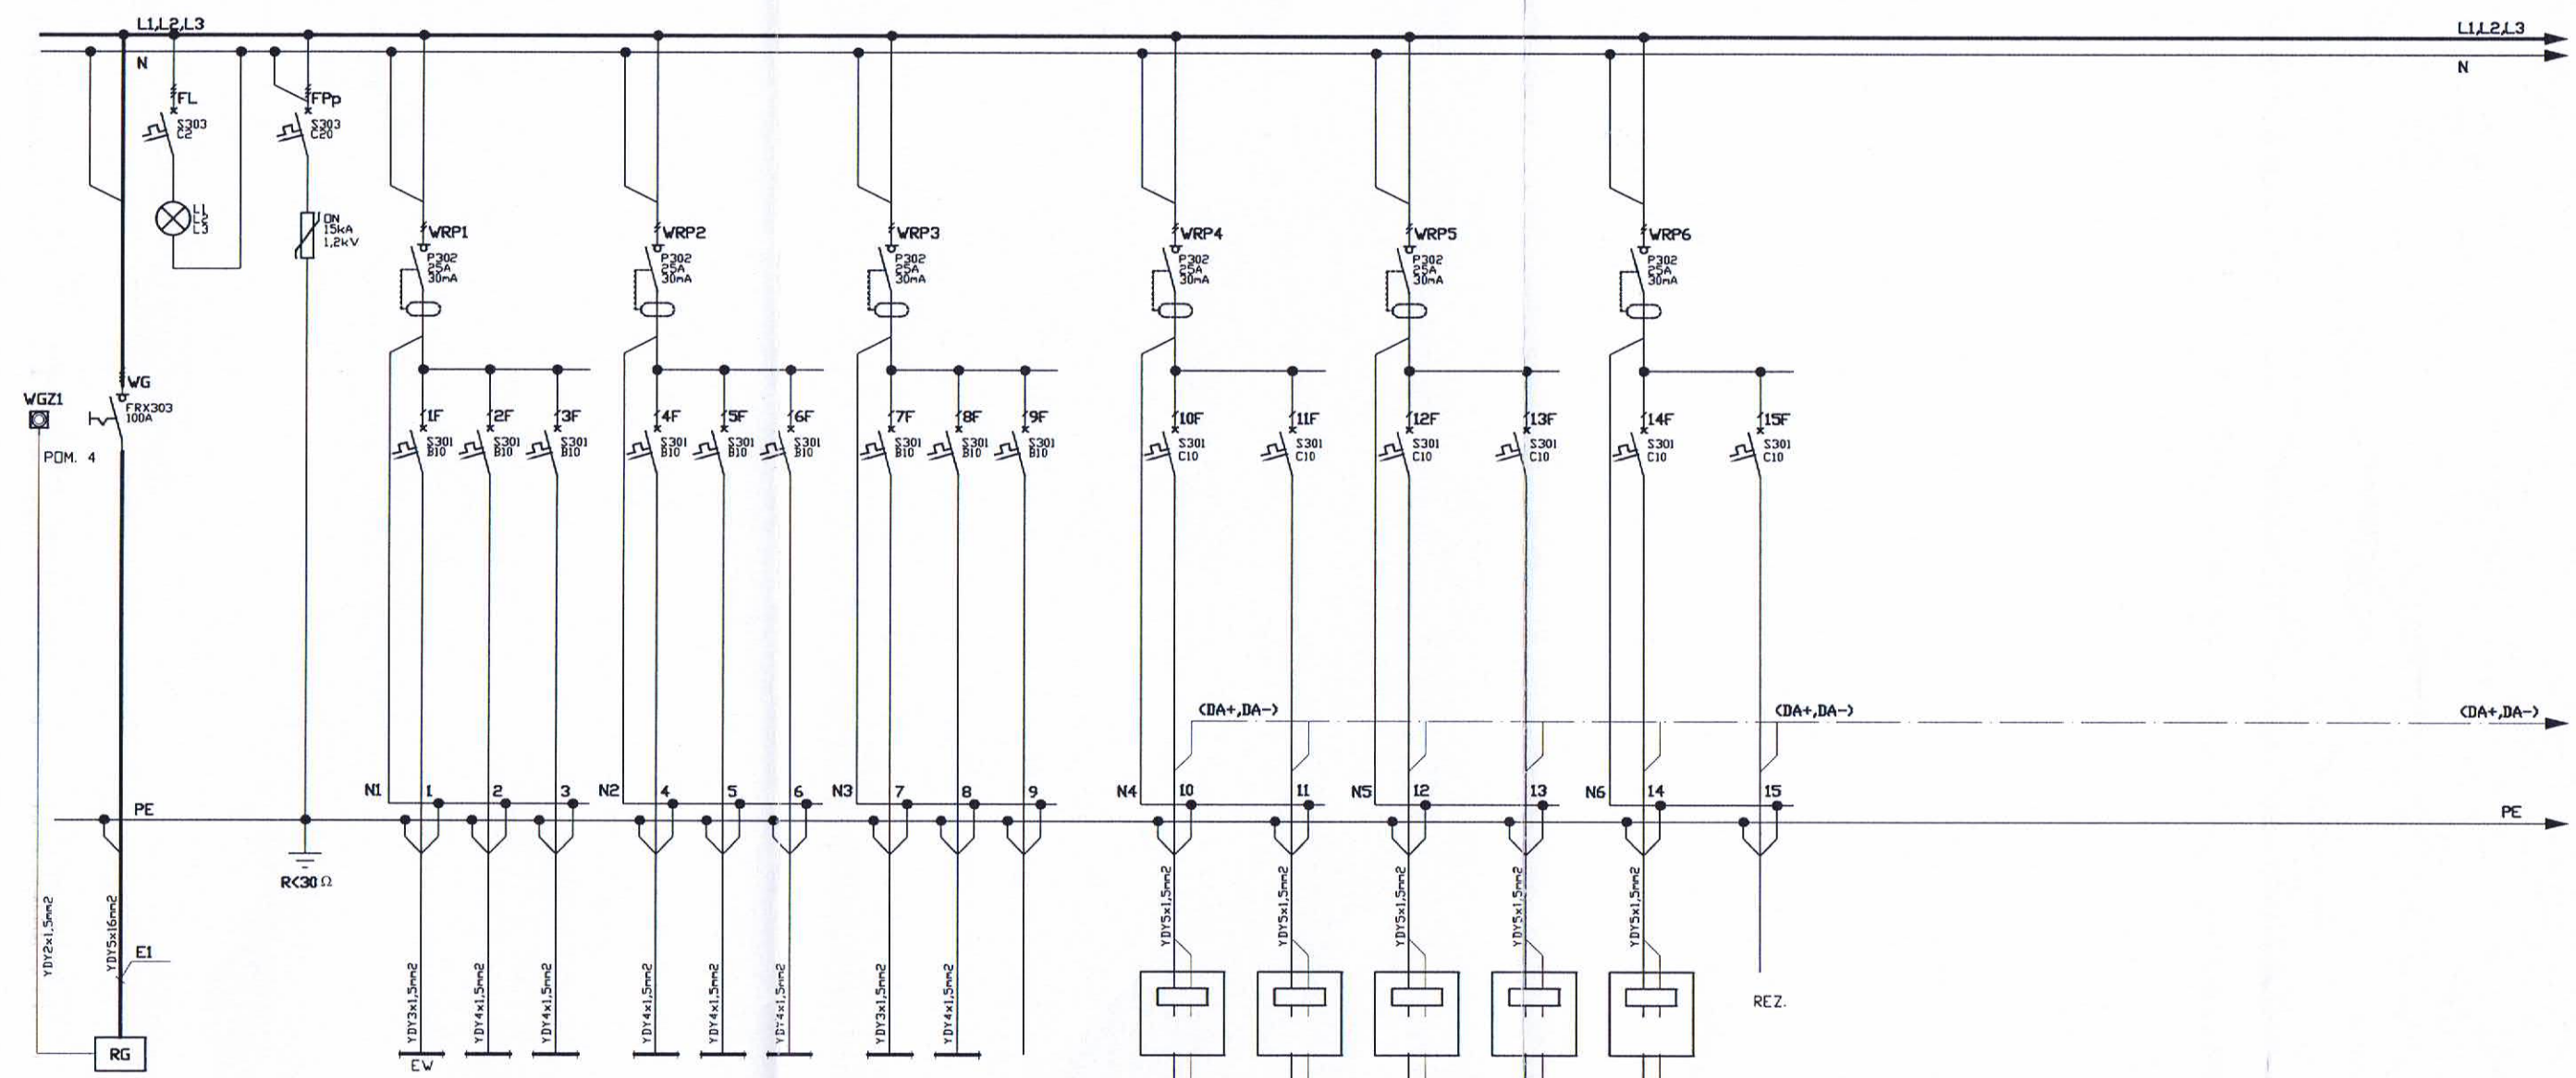 L1,L2,L3
L1,L2,L3
N
N
FL
S303
C2
FPp
S303
C20
L1
L2
L3
ON
15kA
1,2kV
WRP1
P302
25A
30mA
WRP2
P302
25A
30mA
WRP3
P302
25A
30mA
WRP4
P302
25A
30mA
WRP5
P302
25A
30mA
WRP6
P302
25A
30mA
WGZ1
POM. 4
WG
FRX303
100A
1F
S301
B10
2F
S301
B10
3F
S301
B10
4F
S301
B10
5F
S301
B10
6F
S301
B10
7F
S301
B10
8F
S301
B10
9F
S301
B10
10F
S301
C10
11F
S301
C10
12F
S301
C10
13F
S301
C10
14F
S301
C10
15F
S301
C10
(DA+,DA-)
(DA+,DA-)
(DA+,DA-)
N1
1
2
3
N2
4
5
6
N3
7
8
9
N4
10
11
N5
12
13
N6
14
15
PE
PE
R<30 Ω
YDY2x1,5mm2
YDY5x16mm2
E1
RG
YDY3x1,5mm2
EW
YDY4x1,5mm2
YDY4x1,5mm2
YDY4x1,5mm2
YDY4x1,5mm2
YDY4x1,5mm2
YDY3x1,5mm2
YDY4x1,5mm2
YDY5x1,5mm2
YDY5x1,5mm2
YDY5x1,5mm2
YDY5x1,5mm2
YDY5x1,5mm2
REZ.